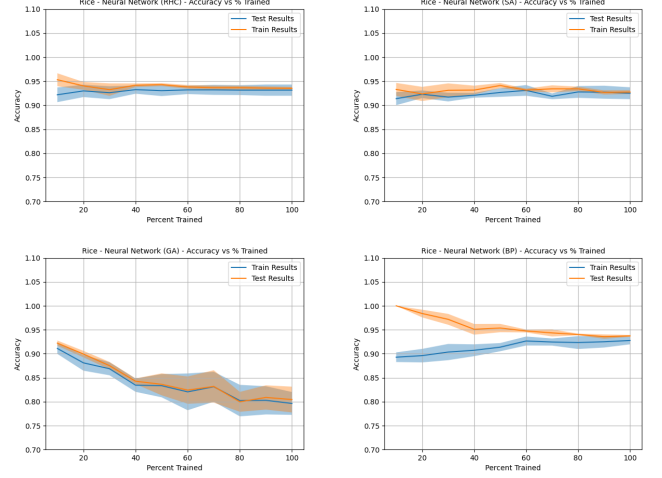 Rice - Neural Network (RHC) - Accuracy vs % Trained
1.10
1.05
1.00
0.95
0.90
0.85
0.80
0.75
0.70
Accuracy
Test Results
Train Results
20
40
60
80
100
Percent Trained
Rice - Neural Network (SA) - Accuracy vs % Trained
1.10
1.05
1.00
0.95
0.90
0.85
0.80
0.75
0.70
Accuracy
Test Results
Train Results
20
40
60
80
100
Percent Trained
Rice - Neural Network (GA) - Accuracy vs % Trained
1.10
1.05
1.00
0.95
0.90
0.85
0.80
0.75
0.70
Accuracy
Train Results
Test Results
20
40
60
80
100
Percent Trained
Rice - Neural Network (BP) - Accuracy vs % Trained
1.10
1.05
1.00
0.95
0.90
0.85
0.80
0.75
0.70
Accuracy
Train Results
Test Results
20
40
60
80
100
Percent Trained